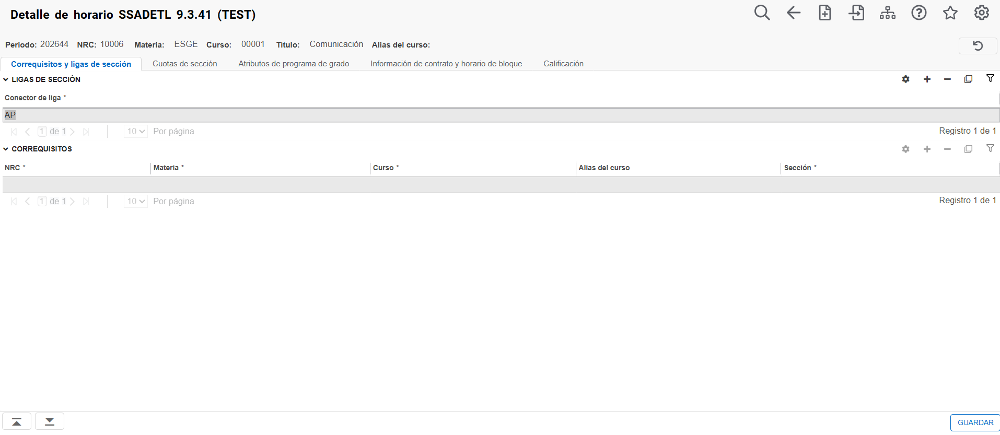 Detalle de horario SSADETL 9.3.41 (TEST)
Periodo: 202644 NRC: 10006 Materia: ESGE Curso: 00001 Título: Comunicación Alias del curso:
Correquisitos y ligas de sección Cuotas de sección Atributos de programa de grado Información de contrato y horario de bloque Calificación
LIGAS DE SECCIÓN
Conector de liga *
AP
1 de 1 10 Por página Registro 1 de 1
CORREQUISITOS
NRC * Materia * Curso * Alias del curso Sección *
1 de 1 10 Por página Registro 1 de 1
GUARDAR